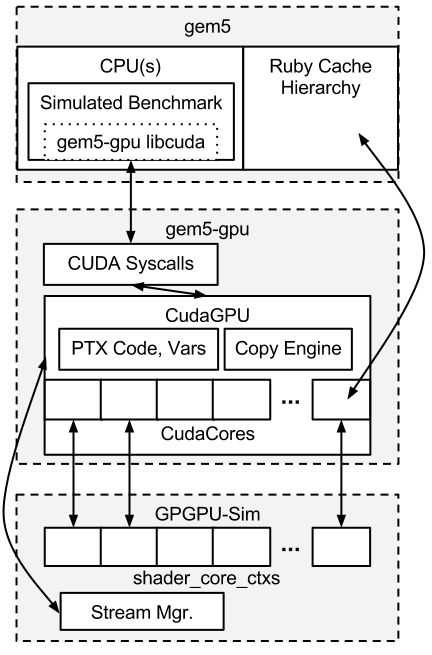 gem5
CPU(s)
Ruby Cache
Hierarchy
Simulated Benchmark
gem5-gpu libcuda
gem5-gpu
CUDA Syscalls
CudaGPU
PTX Code, Vars
Copy Engine
...
CudaCores
GPGPU-Sim
...
shader_core_ctxs
Stream Mgr.